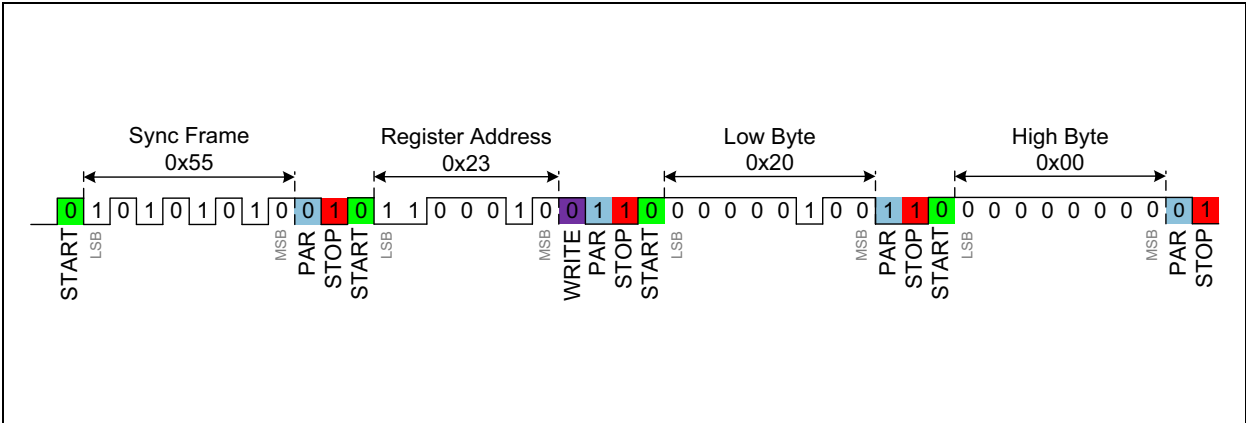 Sync Frame Register Address Low Byte High Byte
0x55 0x23 0x20 0x00
0 1 0 1 0 1 0 1 0 0 1 0 1 1 0 0 0 1 0 0 1 1 0 0 0 0 0 0 1 0 0 1 1 0 0 0 0 0 0 0 0 0 0 1
START LSB MSB PAR STOP START LSB MSB WRITE PAR STOP START LSB MSB PAR STOP START LSB MSB PAR STOP